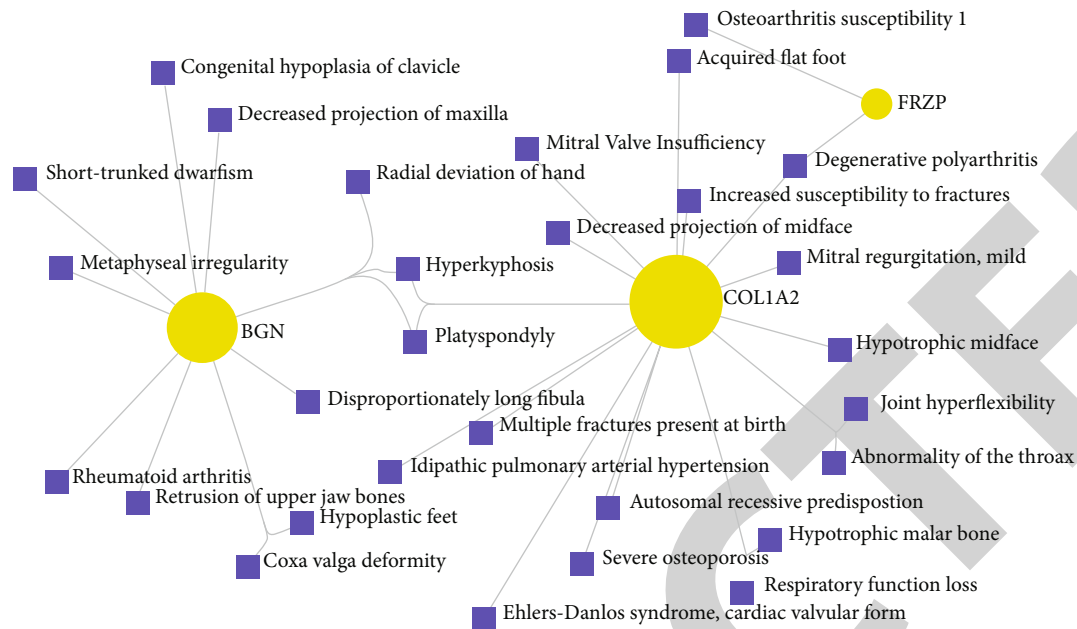 Osteoarthritis susceptibility 1
Acquired flat foot
Congenital hypoplasia of clavicle
FRZP
Decreased projection of maxilla
Mitral Valve Insufficiency
Degenerative polyarthritis
Short-trunked dwarfism
Radial deviation of hand
Increased susceptibility to fractures
Decreased projection of midface
Metaphyseal irregularity
Hyperkyphosis
Mitral regurgitation, mild
COL1A2
BGN
Platyspondyly
Hypotrophic midface
Disproportionately long fibula
Joint hyperflexibility
Multiple fractures present at birth
Abnormality of the throax
Idipathic pulmonary arterial hypertension
Rheumatoid arthritis
Retrusion of upper jaw bones
Autosomal recessive predispostion
Hypoplastic feet
Hypotrophic malar bone
Coxa valga deformity
Severe osteoporosis
Respiratory function loss
Ehlers-Danlos syndrome, cardiac valvular form